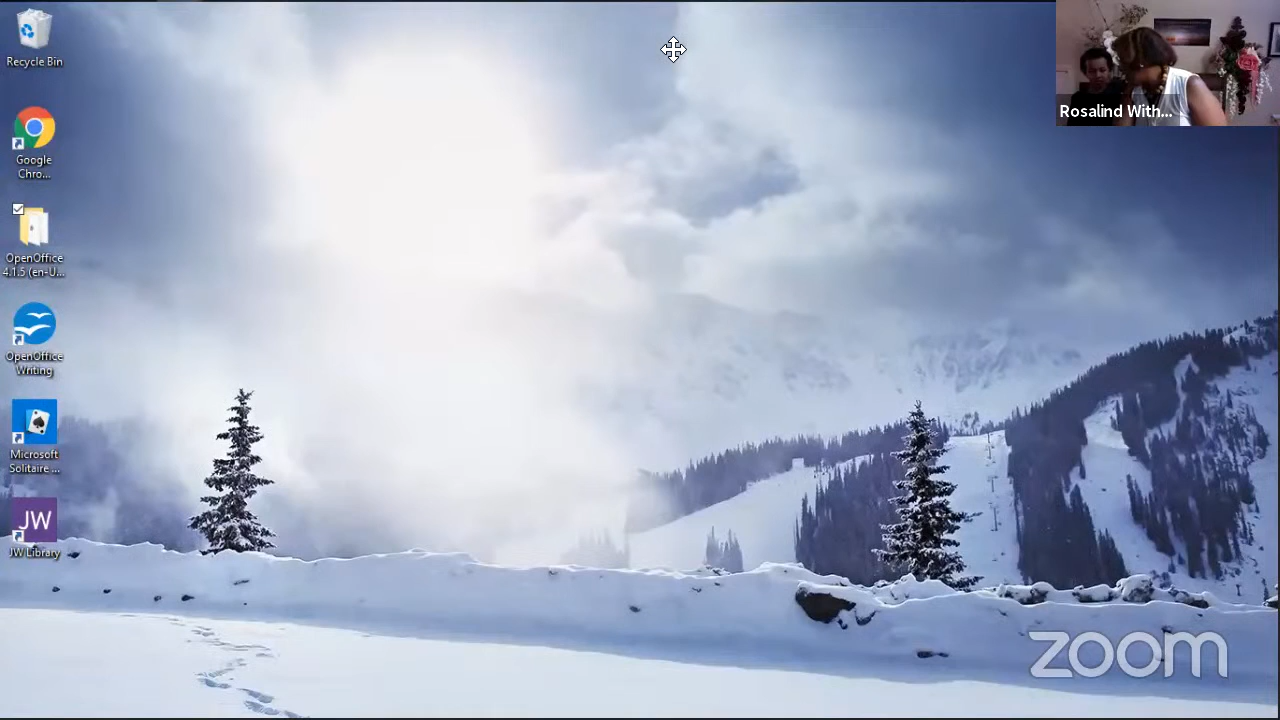 Recycle Bin
Google
Chro...
OpenOffice
4.1.5 (en-U...
OpenOffice
Writing
Microsoft
Solitaire ...
JW
JW Library
Rosalind With...
zoom